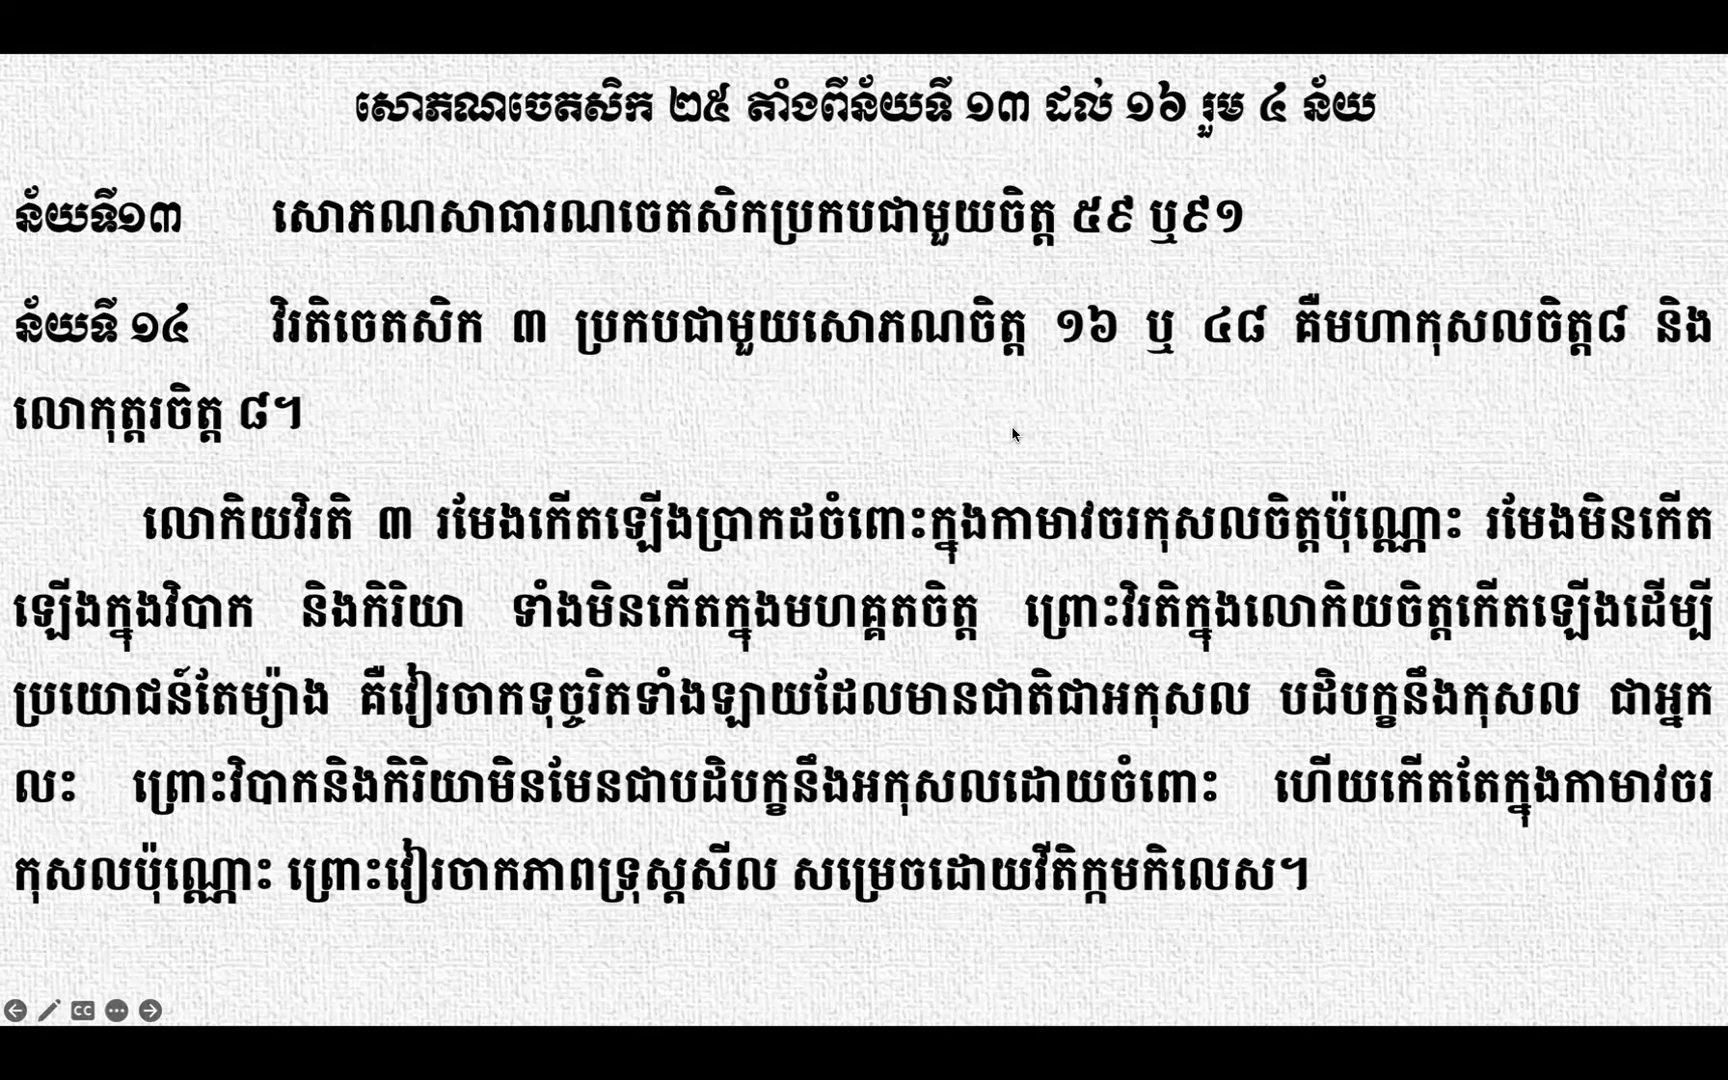 សោភណចេតសិក ២៥ តាំងពីន័យទី ១៣ ដល់ ១៦ រួម ៤ ន័យ
ន័យទី១៣ សោភណសាធារណចេតសិកប្រកបជាមួយចិត្ត ៥៩ ឬ៩១
ន័យទី ១៤ វិរតិចេតសិក ៣ ប្រកបជាមួយសោភណចិត្ត ១៦ ឬ ៤៨ គឺមហាកុសលចិត្ត៨ និង
លោកុត្តរចិត្ត ៨។
លោកិយវិរតិ ៣ រមែងកើតឡើងប្រាកដចំពោះក្នុងកាមាវចរកុសលចិត្តប៉ុណ្ណោះ រមែងមិនកើត
ឡើងក្នុងវិបាក និងកិរិយា ទាំងមិនកើតក្នុងមហគ្គតចិត្ត ព្រោះវិរតិក្នុងលោកិយចិត្តកើតឡើងដើម្បី
ប្រយោជន៍តែម្យ៉ាង គឺវៀរចាកទុច្ចរិតទាំងឡាយដែលមានជាតិជាអកុសល បដិបក្ខនឹងកុសល ជាអ្នក
លះ ព្រោះវិបាកនិងកិរិយាមិនមែនជាបដិបក្ខនឹងអកុសលដោយចំពោះ ហើយកើតតែក្នុងកាមាវចរ
កុសលប៉ុណ្ណោះ ព្រោះវៀរចាកភាពទ្រុស្តសីល សម្រេចដោយវីតិក្កមកិលេស។
CC